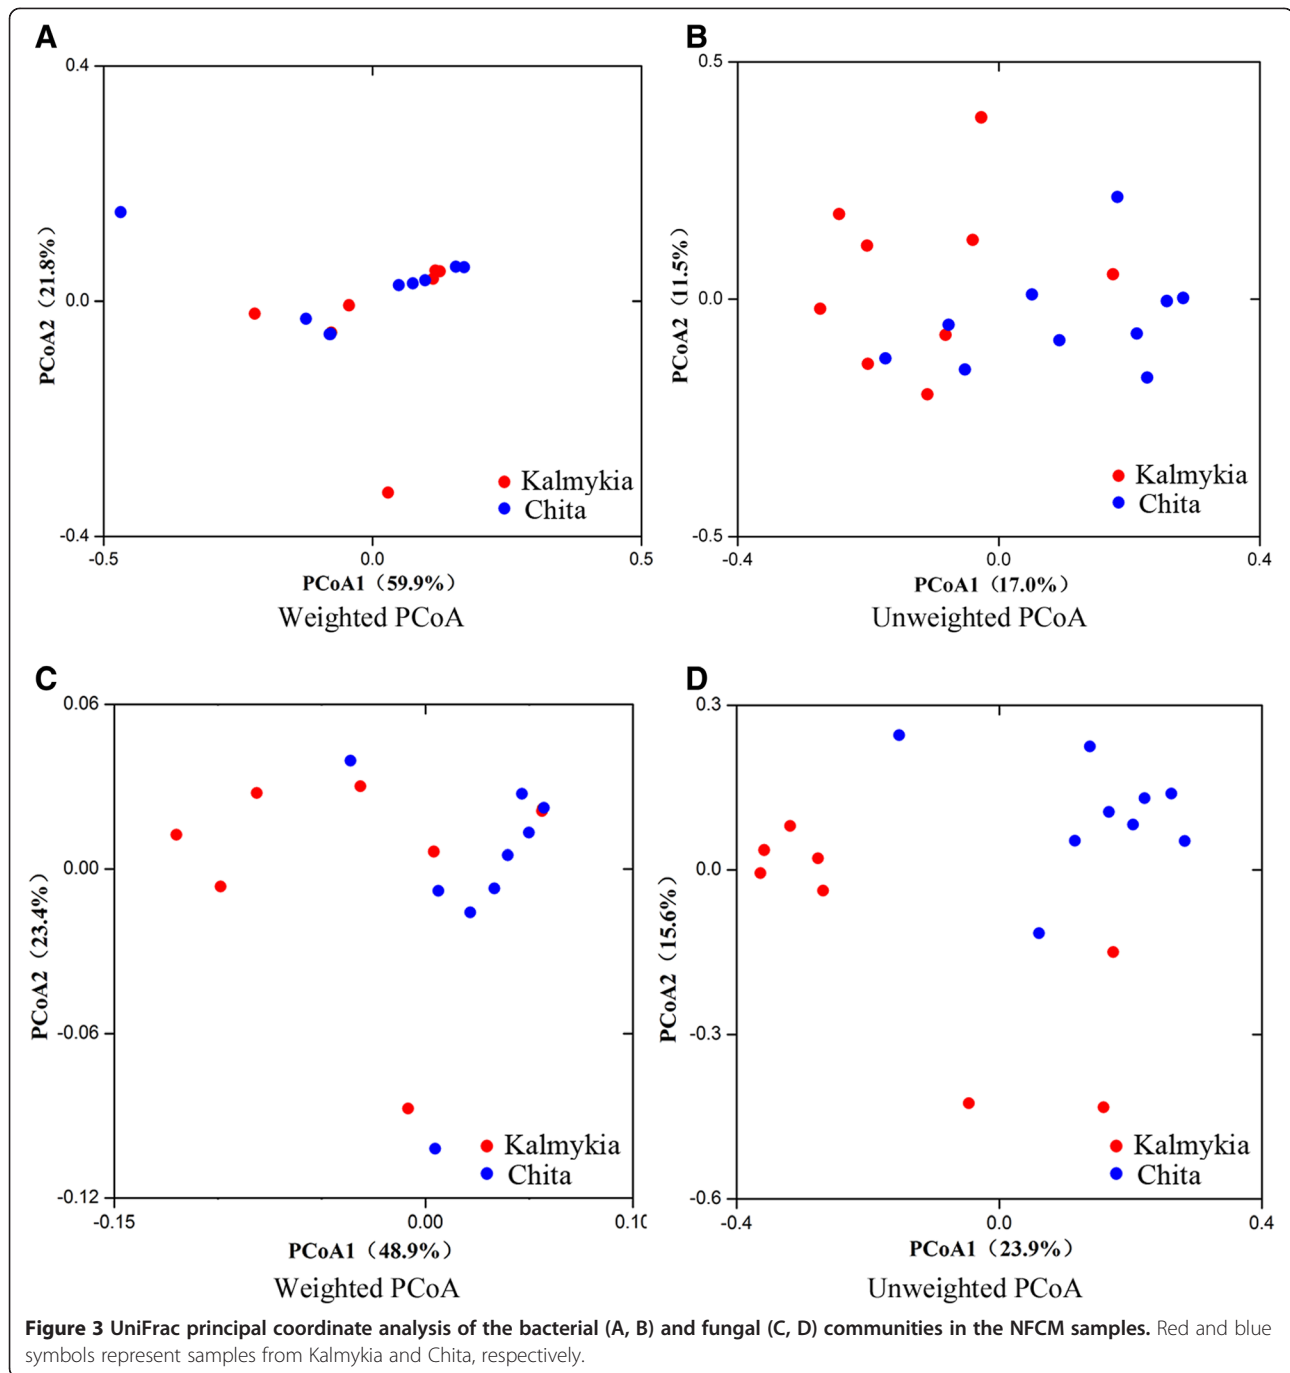 A
0.4
0.0
-0.4
PCoA2（21.8%）
-0.5
0.0
0.5
PCoA1（59.9%）
Kalmykia
Chita
Weighted PCoA
B
0.5
0.0
-0.5
PCoA2（11.5%）
-0.4
0.0
0.4
PCoA1（17.0%）
Kalmykia
Chita
Unweighted PCoA
C
0.06
0.00
-0.06
-0.12
PCoA2（23.4%）
-0.15
0.00
0.10
PCoA1（48.9%）
Kalmykia
Chita
Weighted PCoA
D
0.3
0.0
-0.3
-0.6
PCoA2（15.6%）
-0.4
0.0
0.4
PCoA1（23.9%）
Kalmykia
Chita
Unweighted PCoA
Figure 3 UniFrac principal coordinate analysis of the bacterial (A, B) and fungal (C, D) communities in the NFCM samples. Red and blue
symbols represent samples from Kalmykia and Chita, respectively.